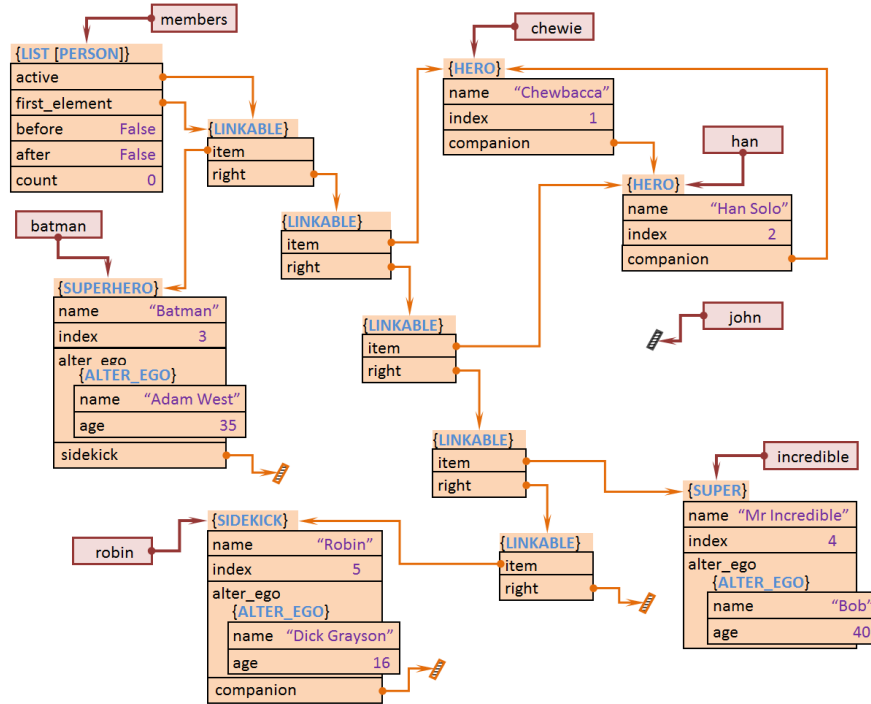 members
{LIST [PERSON]}
active
first_element
before False
after False
count 0
{LINKABLE}
item
right
chewie
{HERO}
name “Chewbacca”
index 1
companion
han
{HERO}
name “Han Solo”
index 2
companion
{LINKABLE}
item
right
batman
{SUPERHERO}
name “Batman”
index 3
alter_ego
{ALTER_EGO}
name “Adam West”
age 35
sidekick
john
{LINKABLE}
item
right
{LINKABLE}
item
right
incredible
{SUPER}
name “Mr Incredible”
index 4
alter_ego
{ALTER_EGO}
name “Bob”
age 40
robin
{SIDEKICK}
name “Robin”
index 5
alter_ego
{ALTER_EGO}
name “Dick Grayson”
age 16
companion
{LINKABLE}
item
right